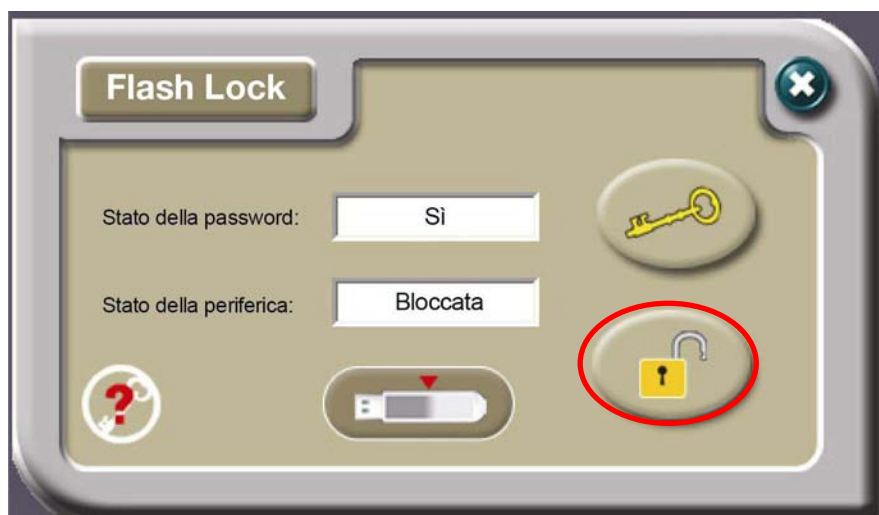 Flash Lock
Stato della password: Sì
Stato della periferica: Bloccata
?